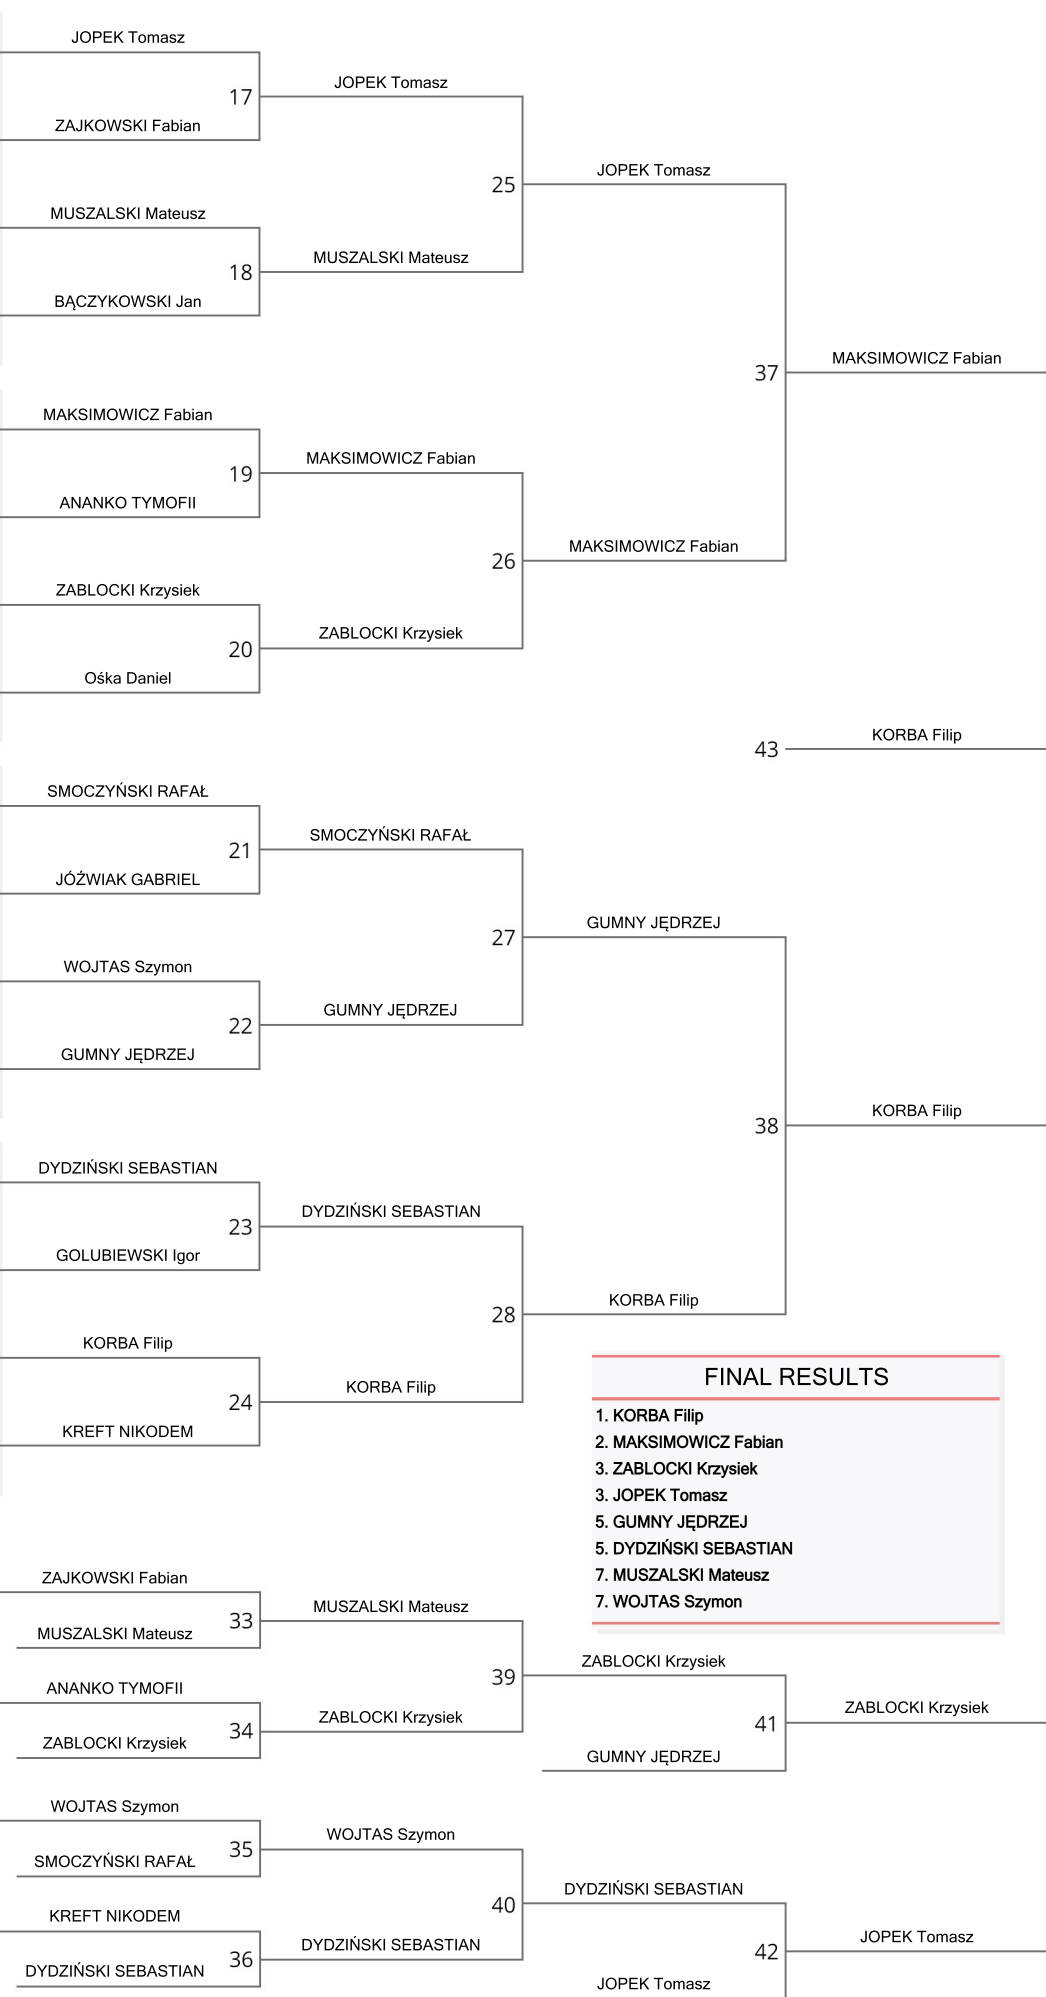 JOPEK Tomasz
17
JOPEK Tomasz
ZAJKOWSKI Fabian
25
JOPEK Tomasz
MUSZALSKI Mateusz
18
MUSZALSKI Mateusz
BĄCZYKOWSKI Jan
37
MAKSIMOWICZ Fabian
MAKSIMOWICZ Fabian
19
MAKSIMOWICZ Fabian
ANANKO TYMOFII
26
MAKSIMOWICZ Fabian
ZABLOCKI Krzysiek
20
ZABLOCKI Krzysiek
Ośka Daniel
43
KORBA Filip
SMOCZYŃSKI RAFAŁ
21
SMOCZYŃSKI RAFAŁ
JÓŹWIAK GABRIEL
27
GUMNY JĘDRZEJ
WOJTAS Szymon
22
GUMNY JĘDRZEJ
GUMNY JĘDRZEJ
38
KORBA Filip
DYDZIŃSKI SEBASTIAN
23
DYDZIŃSKI SEBASTIAN
GOLUBIEWSKI Igor
28
KORBA Filip
KORBA Filip
24
KORBA Filip
KREFT NIKODEM
FINAL RESULTS
1. KORBA Filip
2. MAKSIMOWICZ Fabian
3. ZABLOCKI Krzysiek
3. JOPEK Tomasz
5. GUMNY JĘDRZEJ
5. DYDZIŃSKI SEBASTIAN
7. MUSZALSKI Mateusz
7. WOJTAS Szymon
ZAJKOWSKI Fabian
33
MUSZALSKI Mateusz
MUSZALSKI Mateusz
39
ZABLOCKI Krzysiek
ANANKO TYMOFII
34
ZABLOCKI Krzysiek
ZABLOCKI Krzysiek
41
ZABLOCKI Krzysiek
GUMNY JĘDRZEJ
WOJTAS Szymon
35
WOJTAS Szymon
SMOCZYŃSKI RAFAŁ
40
DYDZIŃSKI SEBASTIAN
KREFT NIKODEM
36
DYDZIŃSKI SEBASTIAN
DYDZIŃSKI SEBASTIAN
42
JOPEK Tomasz
JOPEK Tomasz